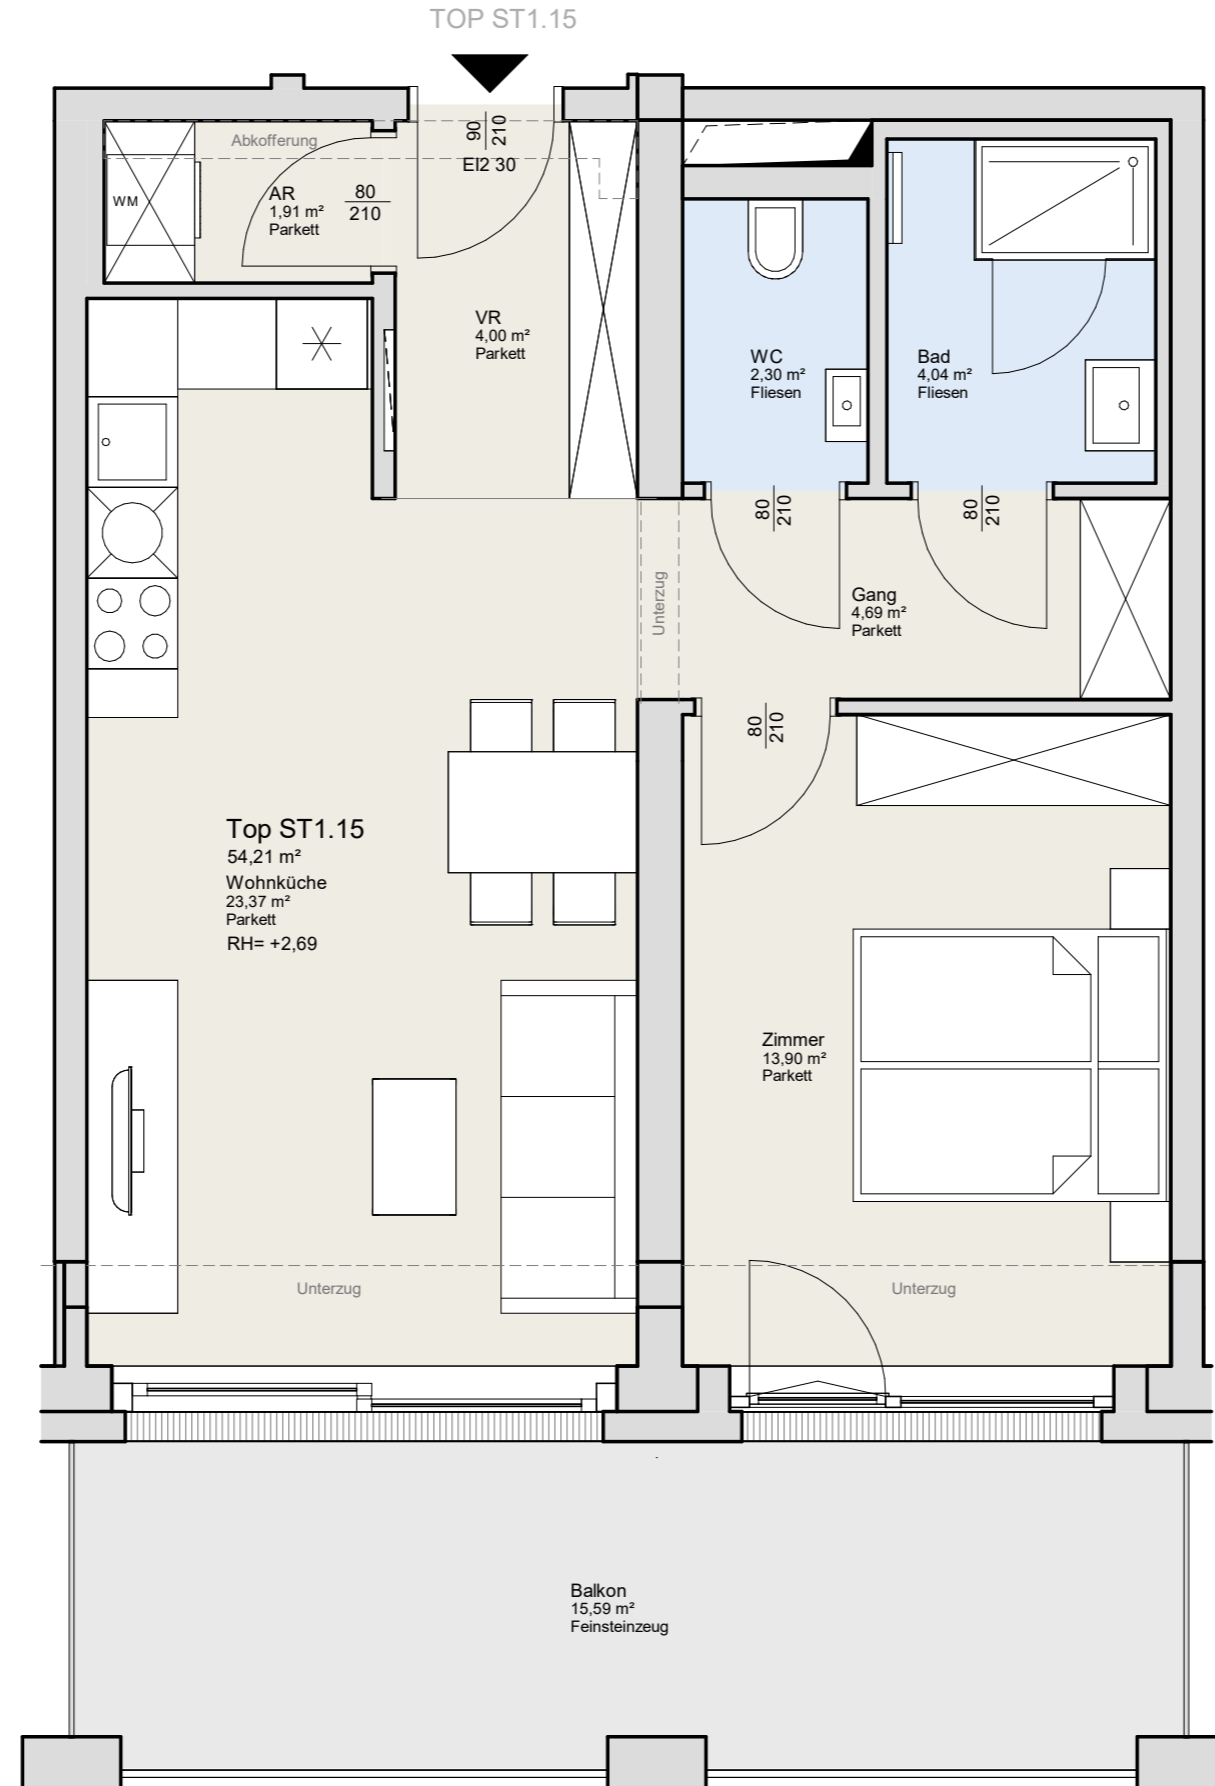 TOP ST1.15
Abkofferung
90
210
EI2 30
WM
AR
1,91 m²
Parkett
80
210
VR
4,00 m²
Parkett
WC
2,30 m²
Fliesen
Bad
4,04 m²
Fliesen
80
210
80
210
Unterzug
Gang
4,69 m²
Parkett
80
210
Top ST1.15
54,21 m²
Wohnküche
23,37 m²
Parkett
RH= +2,69
Zimmer
13,90 m²
Parkett
Unterzug
Unterzug
Balkon
15,59 m²
Feinsteinzeug